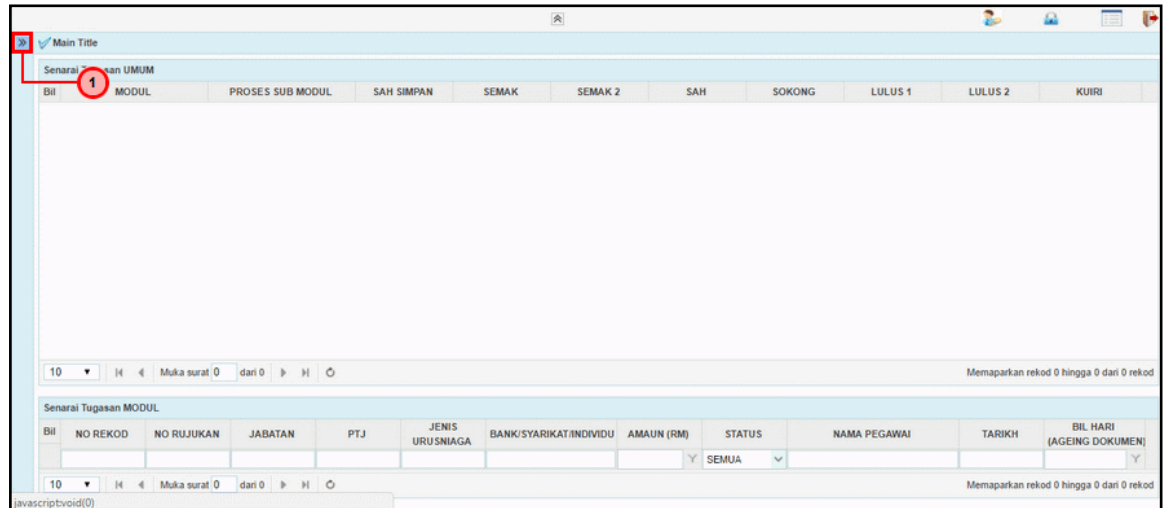 » Main Title
Senarai Tugasan UMUM
1
Bil MODUL PROSES SUB MODUL SAH SIMPAN SEMAK SEMAK 2 SAH SOKONG LULUS 1 LULUS 2 KUIRI
10 Muka surat 0 dari 0 Memaparkan rekod 0 hingga 0 dari 0 rekod
Senarai Tugasan MODUL
Bil NO REKOD NO RUJUKAN JABATAN PTJ JENIS URUSNIAGA BANK/SYARIKAT/INDIVIDU AMAUN (RM) STATUS NAMA PEGAWAI TARIKH BIL HARI (AGEING DOKUMEN)
SEMUA
10 Muka surat 0 dari 0 Memaparkan rekod 0 hingga 0 dari 0 rekod
javascript:void(0)